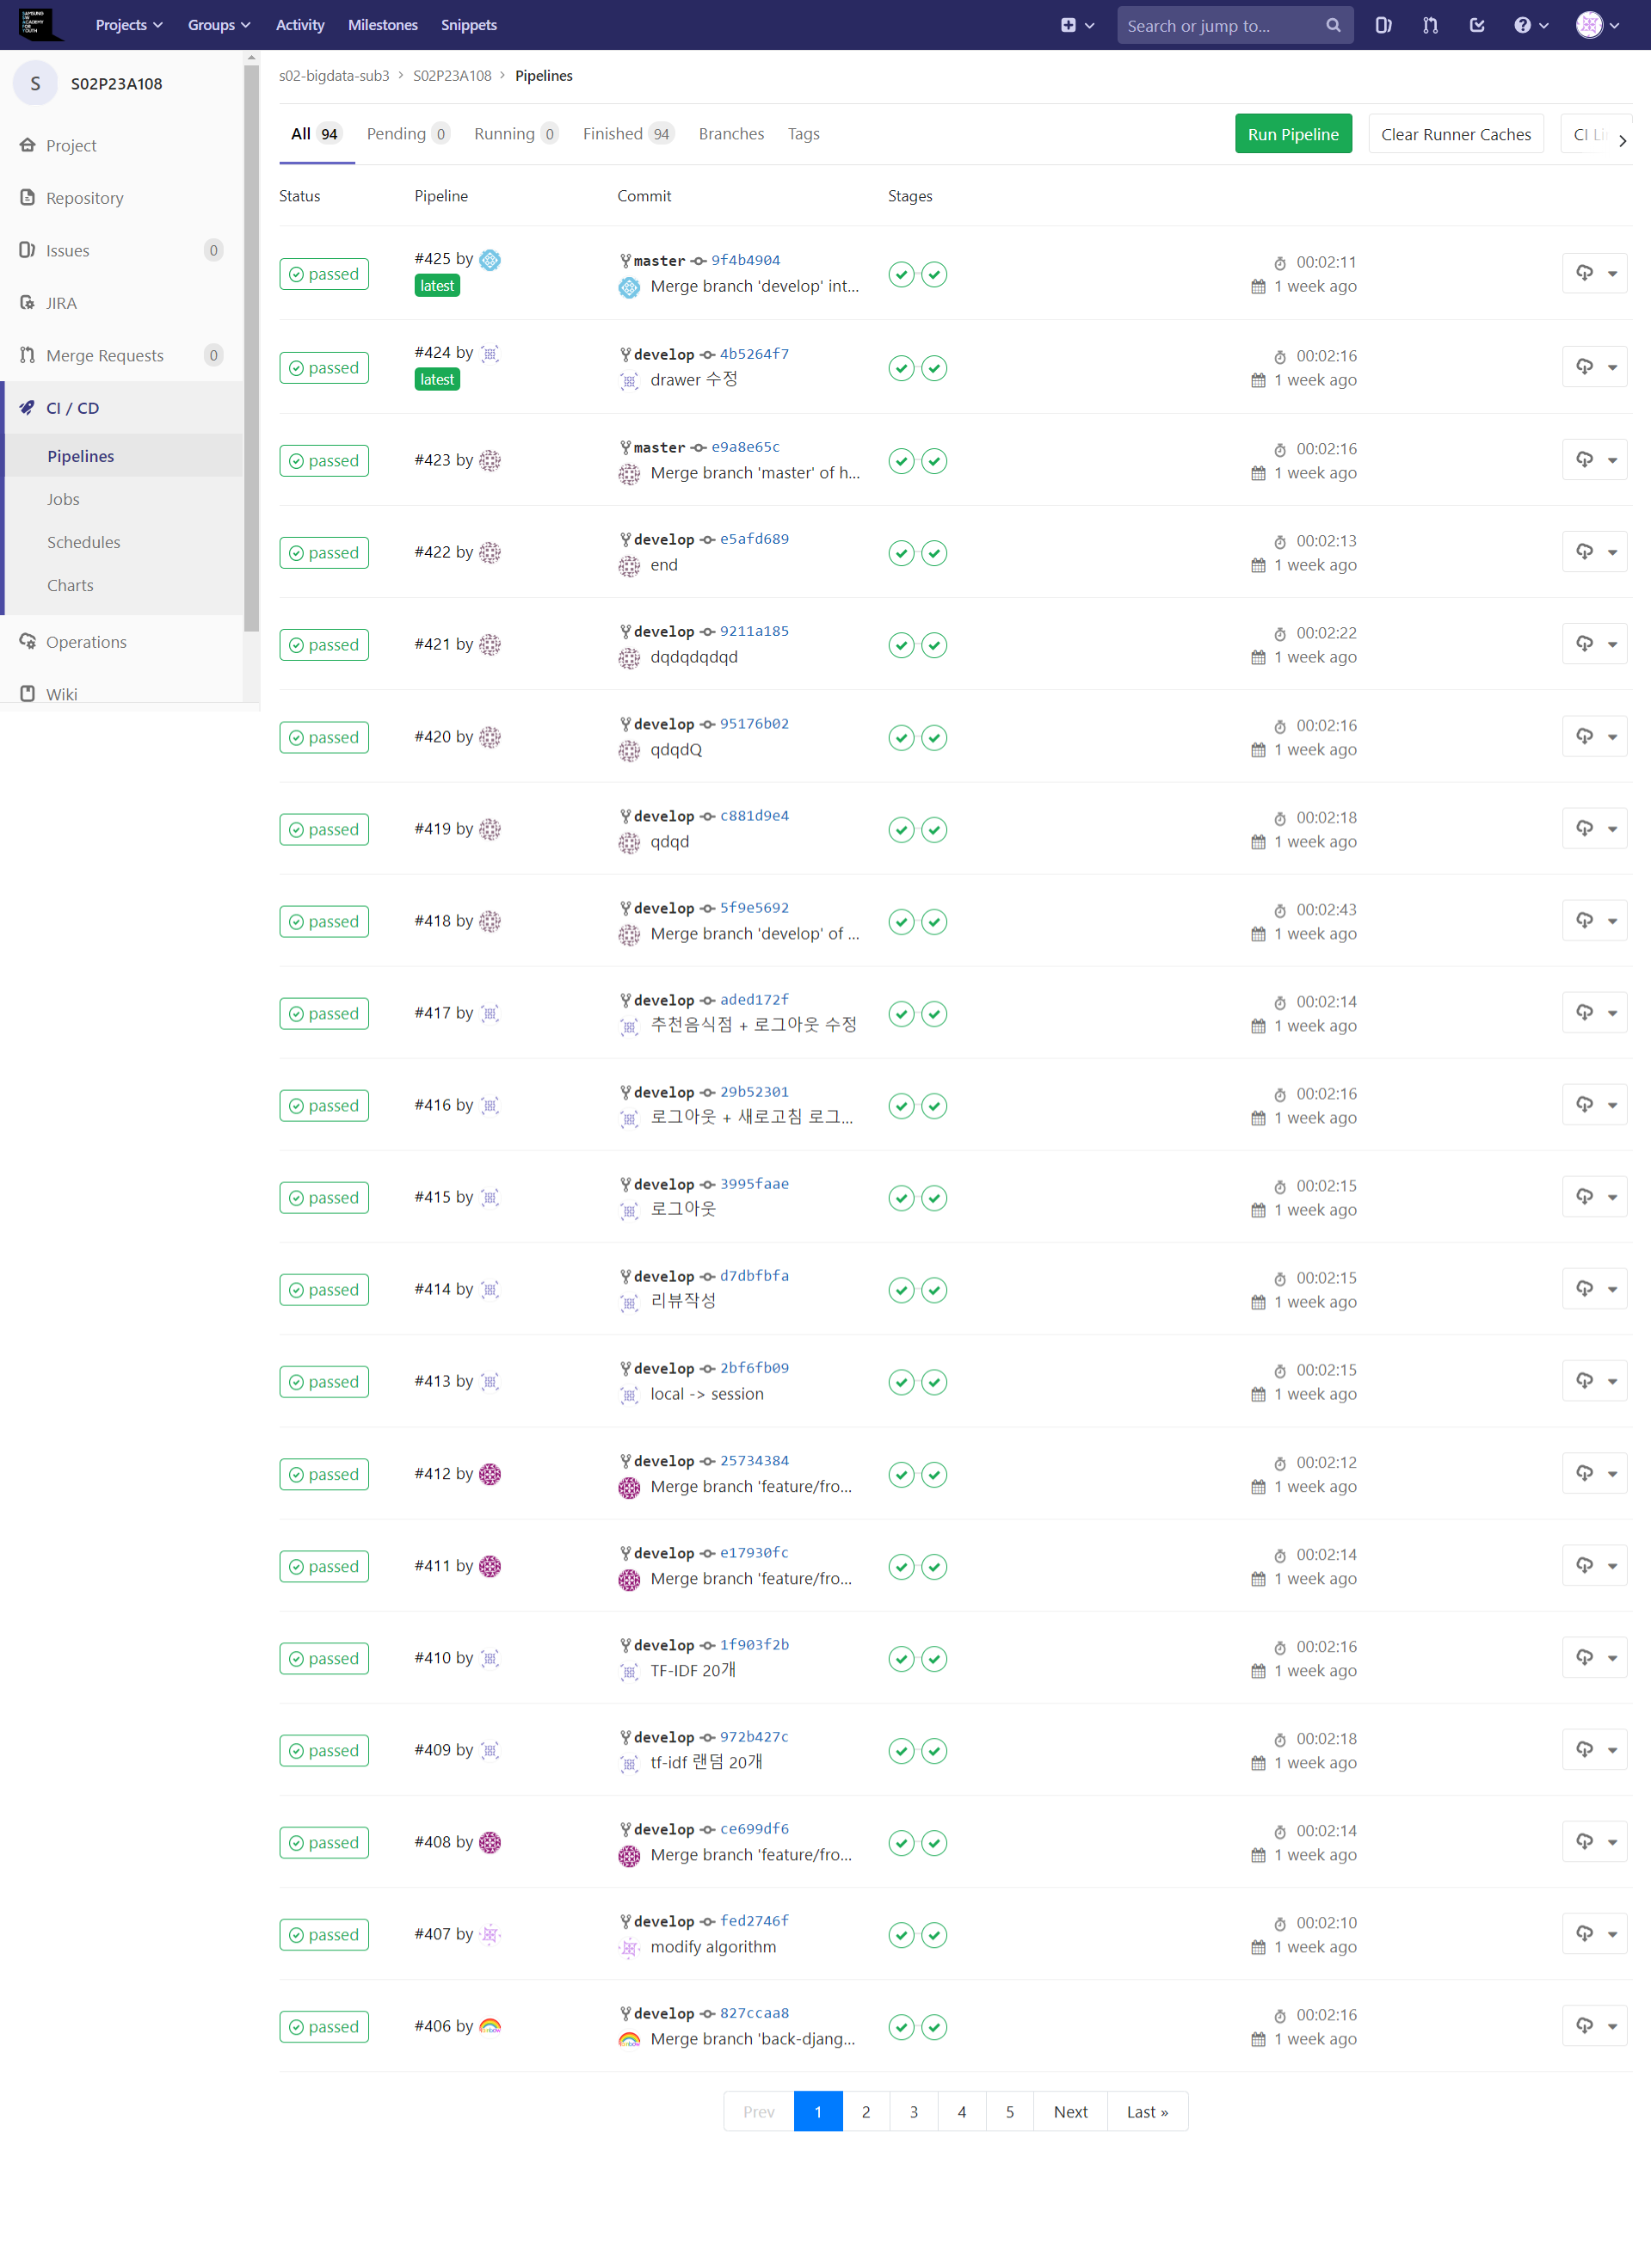 SAMSUNG
SW
ACADEMY
FOR
YOUTH
Projects Groups Activity Milestones Snippets Search or jump to...
S S02P23A108
Project
Repository
Issues 0
JIRA
Merge Requests 0
CI / CD
Pipelines
Jobs
Schedules
Charts
Operations
Wiki
s02-bigdata-sub3 > S02P23A108 > Pipelines
All 94 Pending 0 Running 0 Finished 94 Branches Tags Run Pipeline Clear Runner Caches CI Li
Status Pipeline Commit Stages
passed #425 by latest master 9f4b4904 00:02:11
Merge branch 'develop' int... 1 week ago
passed #424 by latest develop 4b5264f7 00:02:16
drawer 수정 1 week ago
passed #423 by master e9a8e65c 00:02:16
Merge branch 'master' of h... 1 week ago
passed #422 by develop e5afd689 00:02:13
end 1 week ago
passed #421 by develop 9211a185 00:02:22
dqdqdqdqd 1 week ago
passed #420 by develop 95176b02 00:02:16
qdqdQ 1 week ago
passed #419 by develop c881d9e4 00:02:18
qdqd 1 week ago
passed #418 by develop 5f9e5692 00:02:43
Merge branch 'develop' of ... 1 week ago
passed #417 by develop aded172f 00:02:14
추천음식점 + 로그아웃 수정 1 week ago
passed #416 by develop 29b52301 00:02:16
로그아웃 + 새로고침 로그... 1 week ago
passed #415 by develop 3995faae 00:02:15
로그아웃 1 week ago
passed #414 by develop d7dbfbfa 00:02:15
리뷰작성 1 week ago
passed #413 by develop 2bf6fb09 00:02:15
local -> session 1 week ago
passed #412 by develop 25734384 00:02:12
Merge branch 'feature/fro... 1 week ago
passed #411 by develop e17930fc 00:02:14
Merge branch 'feature/fro... 1 week ago
passed #410 by develop 1f903f2b 00:02:16
TF-IDF 20개 1 week ago
passed #409 by develop 972b427c 00:02:18
tf-idf 랜덤 20개 1 week ago
passed #408 by develop ce699df6 00:02:14
Merge branch 'feature/fro... 1 week ago
passed #407 by develop fed2746f 00:02:10
modify algorithm 1 week ago
passed #406 by develop 827ccaa8 00:02:16
Merge branch 'back-djang... 1 week ago
Prev 1 2 3 4 5 Next Last »